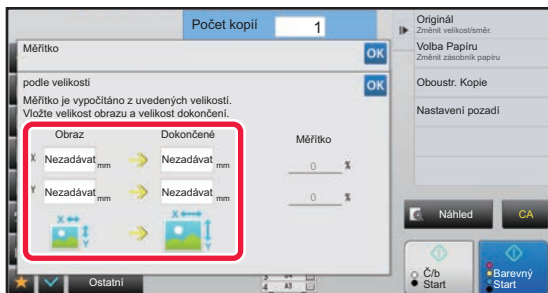 Počet kopií 1
Měřítko OK
podle velikosti OK
Měřítko je vypočítáno z uvedených velikostí.
Vložte velikost obrazu a velikost dokončení.
Obraz Dokončené Měřítko
X Nezadávat mm Nezadávat mm 0 %
Y Nezadávat mm Nezadávat mm 0 %
X Y X Y
Ostatní
Originál
Změnit velikost/směr.
Volba Papíru
Změnit zásobník papíru
Oboustr. Kopie
Nastavení pozadí
Náhled CA
Č/b Start
Barevný Start
4 A3